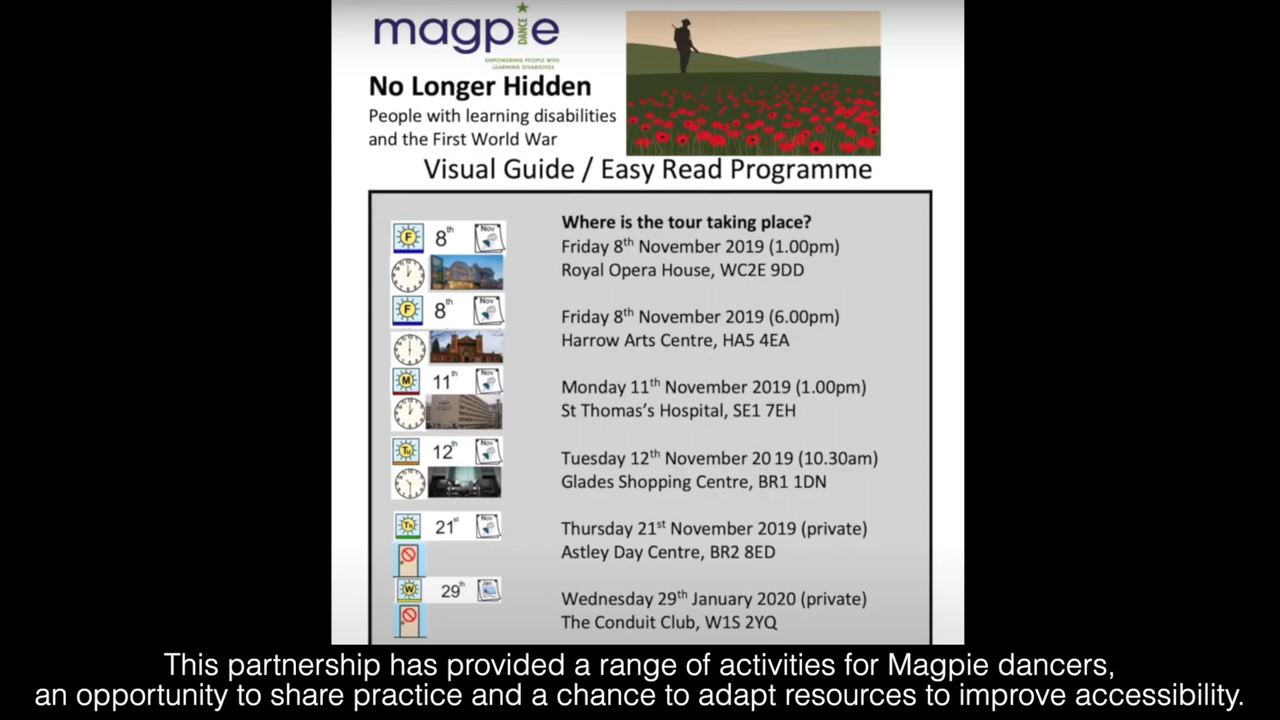 magpie
DANCE
EMPOWERING PEOPLE WITH
LEARNING DISABILITIES
No Longer Hidden
People with learning disabilities
and the First World War
Visual Guide / Easy Read Programme
Where is the tour taking place?
F 8th Nov
Friday 8th November 2019 (1.00pm)
Royal Opera House, WC2E 9DD
F 8th Nov
Friday 8th November 2019 (6.00pm)
Harrow Arts Centre, HA5 4EA
M 11th Nov
Monday 11th November 2019 (1.00pm)
St Thomas's Hospital, SE1 7EH
Tu 12th Nov
Tuesday 12th November 2019 (10.30am)
Glades Shopping Centre, BR1 1DN
Th 21st Nov
Thursday 21st November 2019 (private)
Astley Day Centre, BR2 8ED
W 29th Jan
Wednesday 29th January 2020 (private)
The Conduit Club, W1S 2YQ
This partnership has provided a range of activities for Magpie dancers,
an opportunity to share practice and a chance to adapt resources to improve accessibility.